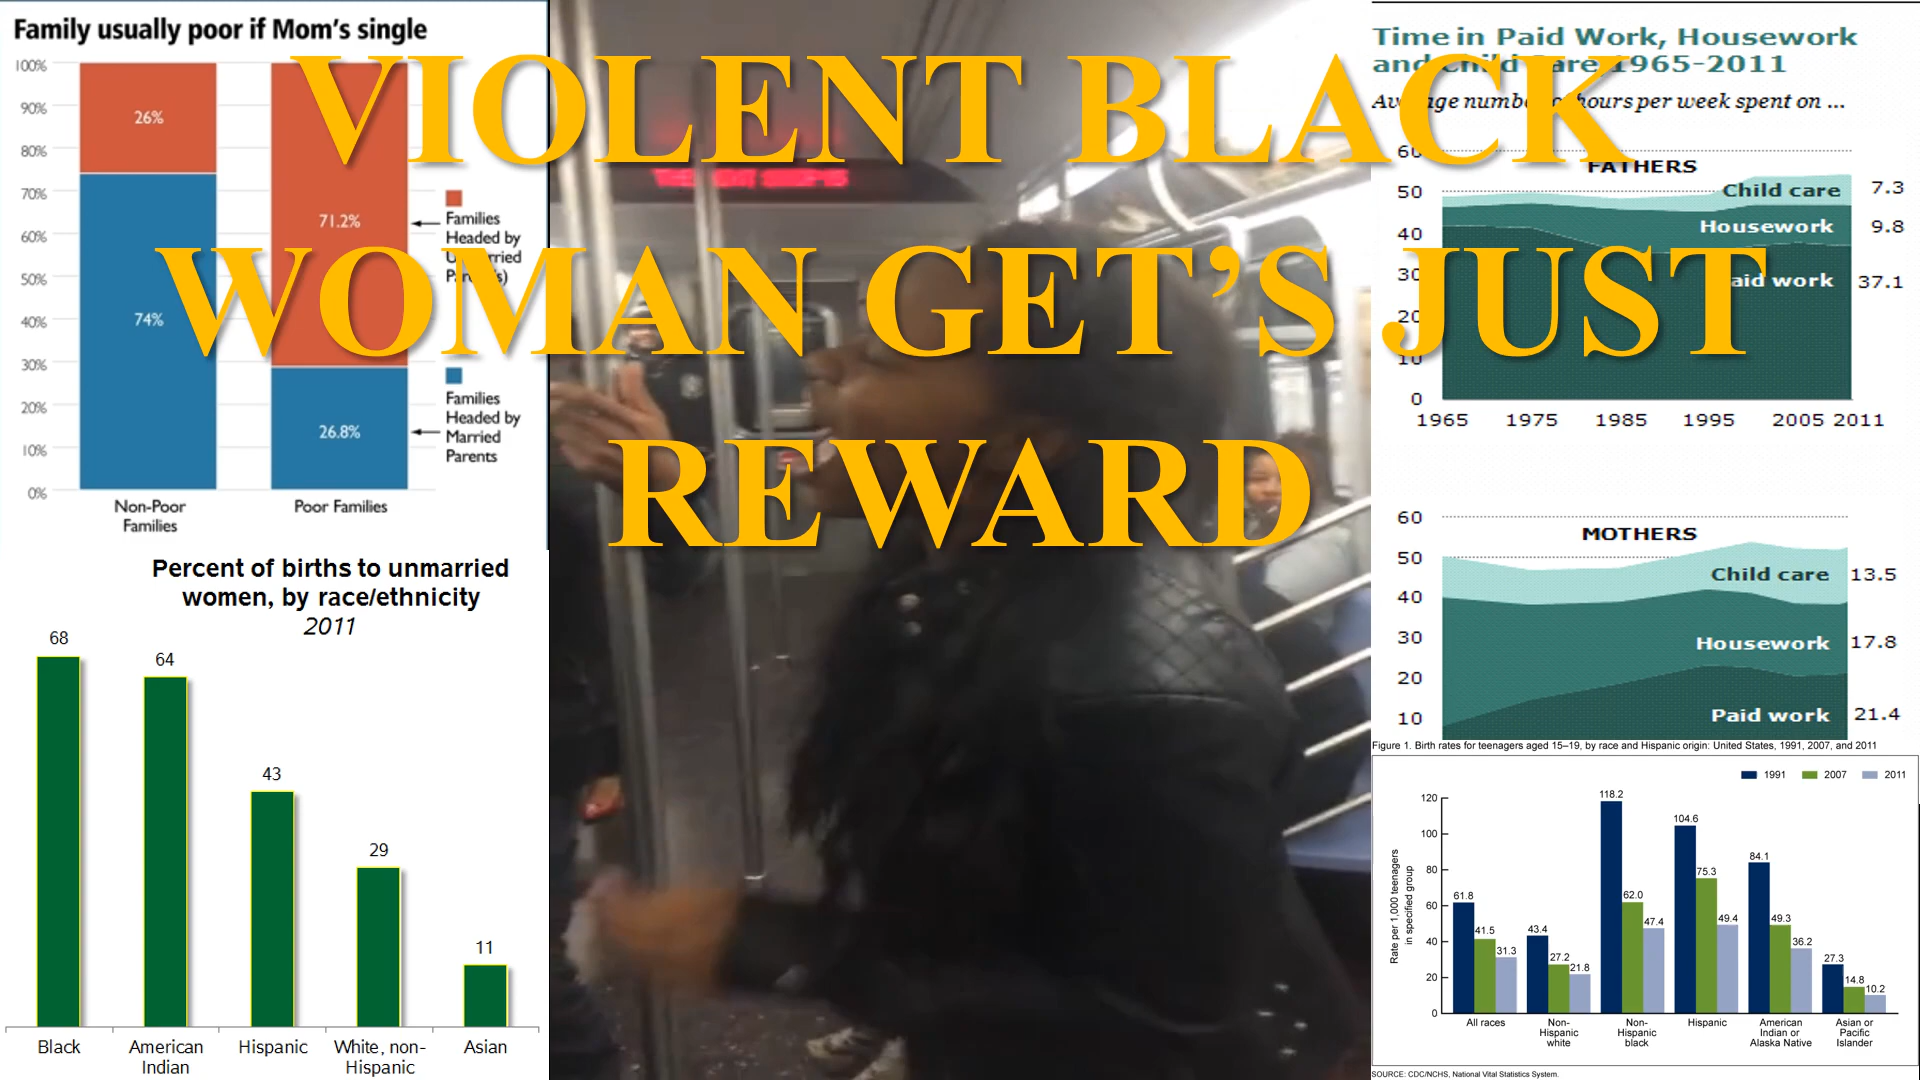 VIOLENT BLACK
WOMAN GET'S JUST
REWARD
Family usually poor if Mom's single
100%
90%
80%
70%
60%
50%
40%
30%
20%
10%
0%
26%
74%
71.2%
26.8%
Families
Headed by
Families
Headed by
Married
Parents
Non-Poor
Families
Poor Families
Percent of births to unmarried
women, by race/ethnicity
2011
68
64
43
29
11
Black
American
Indian
Hispanic
White, non-
Hispanic
Asian
Time in Paid Work, Housework
and Child Care 1965-2011
Average number of hours per week spent on ...
60
50
40
30
20
10
0
FATHERS
Child care 7.3
Housework 9.8
Paid work 37.1
1965 1975 1985 1995 2005 2011
60
50
40
30
20
10
MOTHERS
Child care 13.5
Housework 17.8
Paid work 21.4
Figure 1. Birth rates for teenagers aged 15–19, by race and Hispanic origin: United States, 1991, 2007, and 2011
1991 2007 2011
Rate per 1,000 teenagers
in specified group
120
100
80
60
40
20
0
61.8 41.5 31.3
43.4 27.2 21.8
118.2 62.0 47.4
104.6 75.3 49.4
84.1 49.3 36.2
27.3 14.8 10.2
All races
Non-
Hispanic
white
Non-
Hispanic
black
Hispanic
American
Indian or
Alaska Native
Asian or
Pacific
Islander
SOURCE: CDC/NCHS, National Vital Statistics System.